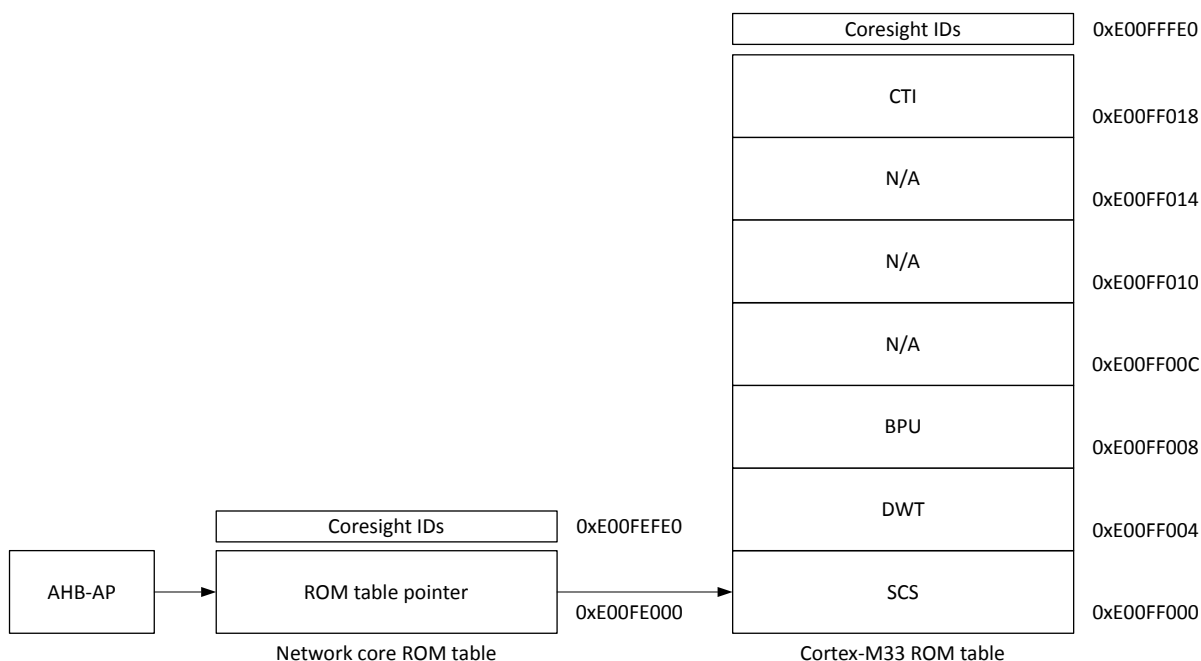 Coresight IDs 0xE00FFFE0
CTI
0xE00FF018
N/A
0xE00FF014
N/A
0xE00FF010
N/A
0xE00FF00C
BPU
0xE00FF008
DWT
0xE00FF004
Coresight IDs 0xE00FEFE0
AHB-AP ROM table pointer SCS
0xE00FE000 0xE00FF000
Network core ROM table Cortex-M33 ROM table